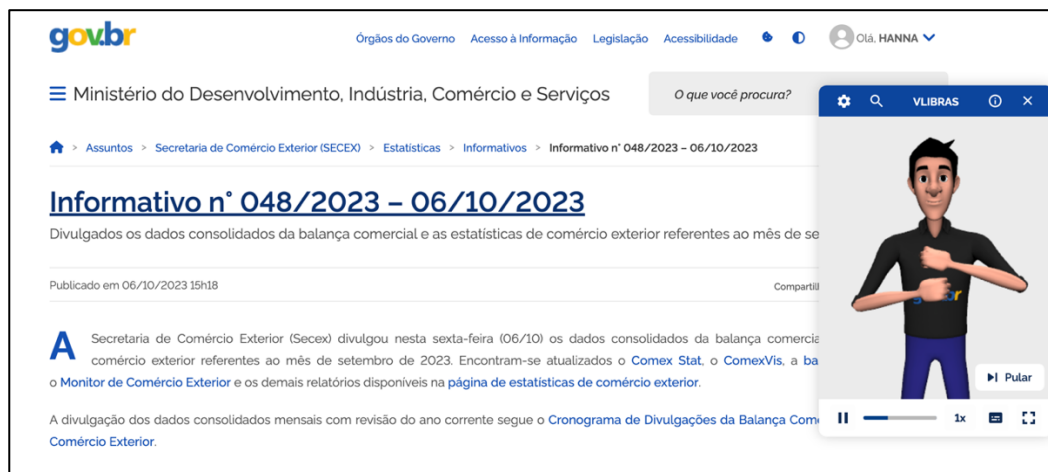 gov.br
Órgãos do Governo Acesso à Informação Legislação Acessibilidade Olá, HANNA
Ministério do Desenvolvimento, Indústria, Comércio e Serviços O que você procura?
VLIBRAS
> Assuntos > Secretaria de Comércio Exterior (SECEX) > Estatísticas > Informativos > Informativo n° 048/2023 – 06/10/2023
Informativo n° 048/2023 – 06/10/2023
Divulgados os dados consolidados da balança comercial e as estatísticas de comércio exterior referentes ao mês de se
Publicado em 06/10/2023 15h18 Compartil
A Secretaria de Comércio Exterior (Secex) divulgou nesta sexta-feira (06/10) os dados consolidados da balança comercia
comércio exterior referentes ao mês de setembro de 2023. Encontram-se atualizados o Comex Stat, o ComexVis, a ba
o Monitor de Comércio Exterior e os demais relatórios disponíveis na página de estatísticas de comércio exterior.
A divulgação dos dados consolidados mensais com revisão do ano corrente segue o Cronograma de Divulgações da Balança Com
Comércio Exterior.
Pular
1x